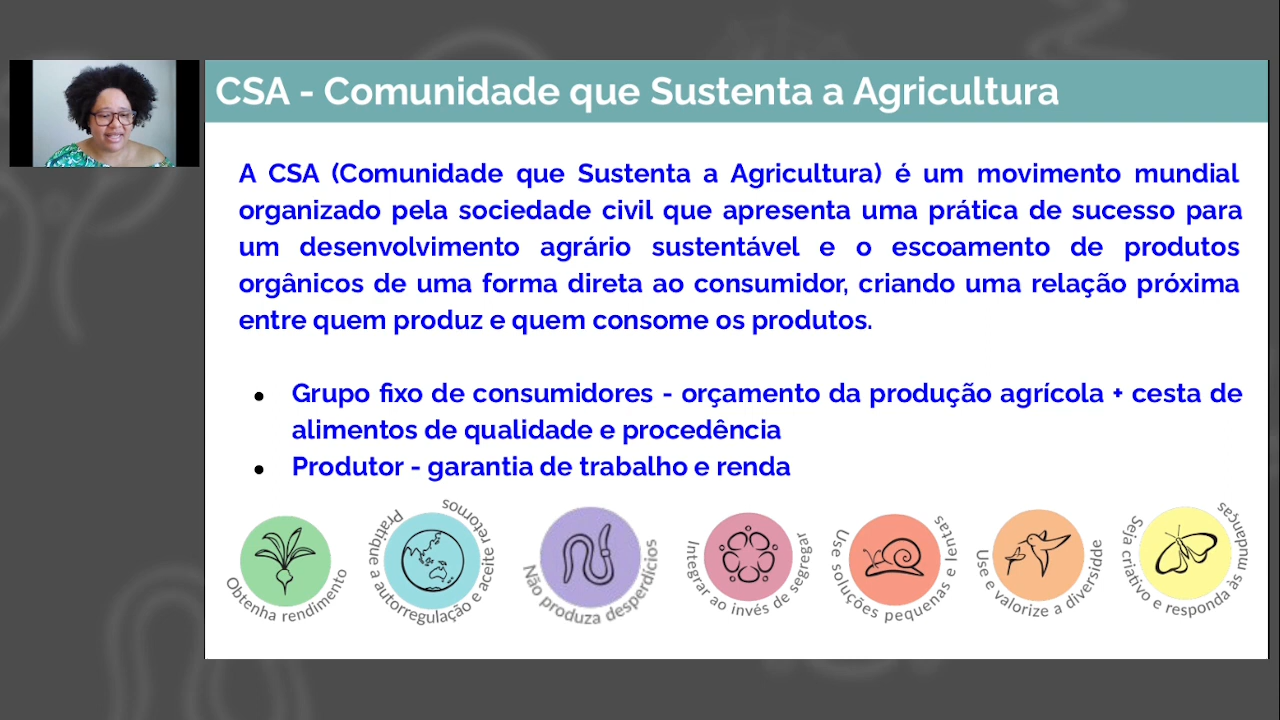 CSA - Comunidade que Sustenta a Agricultura
A CSA (Comunidade que Sustenta a Agricultura) é um movimento mundial
organizado pela sociedade civil que apresenta uma prática de sucesso para
um desenvolvimento agrário sustentável e o escoamento de produtos
orgânicos de uma forma direta ao consumidor, criando uma relação próxima
entre quem produz e quem consome os produtos.
Grupo fixo de consumidores - orçamento da produção agrícola + cesta de
alimentos de qualidade e procedência
Produtor - garantia de trabalho e renda
Obtenha rendimento
Pratique a autorregulação e aceite retornos
Não produza desperdícios
Integrar ao invés de segregar
Use soluções pequenas e lentas
Use e valorize a diversidde
Seja criativo e responda às mudanças